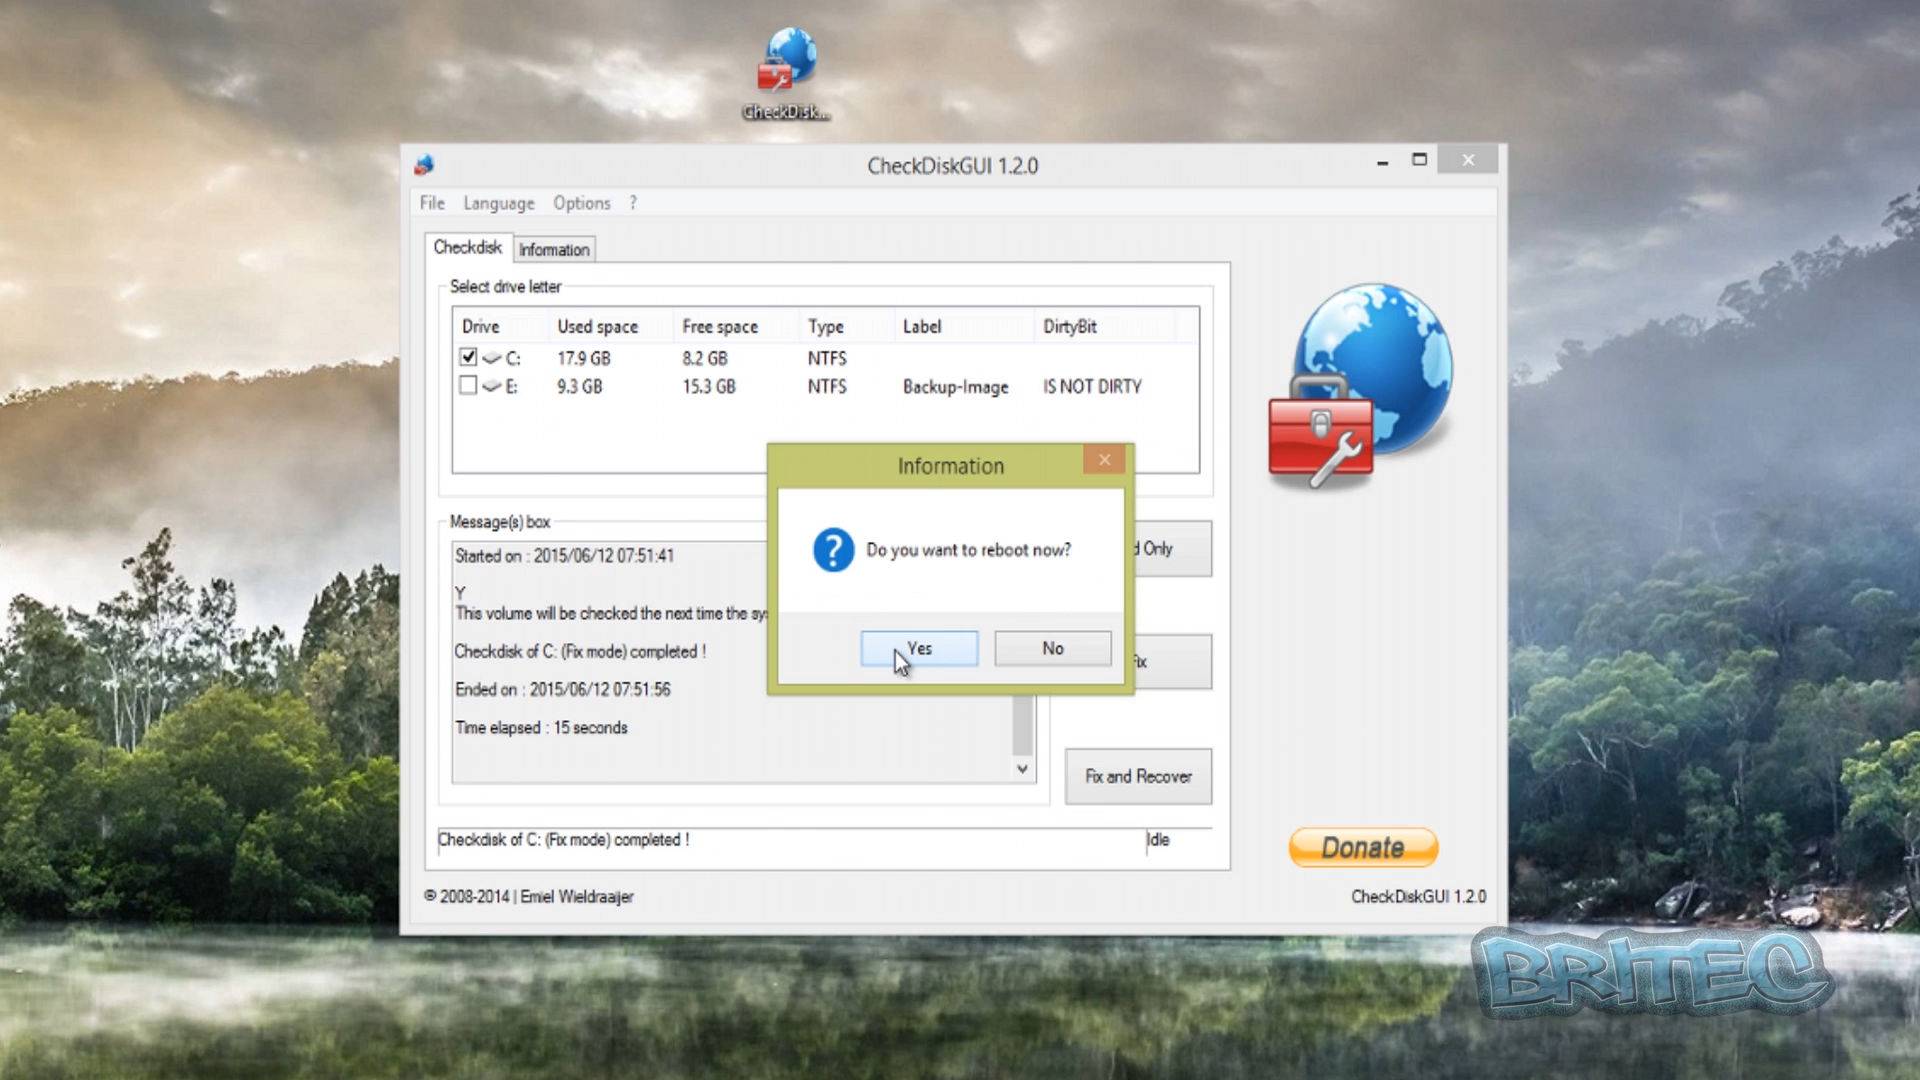 CheckDisk...
CheckDiskGUI 1.2.0
File Language Options ?
Checkdisk Information
Select drive letter
Drive Used space Free space Type Label DirtyBit
C: 17.9 GB 8.2 GB NTFS
E: 9.3 GB 15.3 GB NTFS Backup-Image IS NOT DIRTY
Information
Do you want to reboot now?
Yes No
Message(s) box
Started on : 2015/06/12 07:51:41
Y
This volume will be checked the next time the sy
Checkdisk of C: (Fix mode) completed !
Ended on : 2015/06/12 07:51:56
Time elapsed : 15 seconds
d Only
ix
Fix and Recover
Checkdisk of C: (Fix mode) completed ! Idle
Donate
© 2008-2014 | Emiel Wieldraaijer CheckDiskGUI 1.2.0
BRITEC